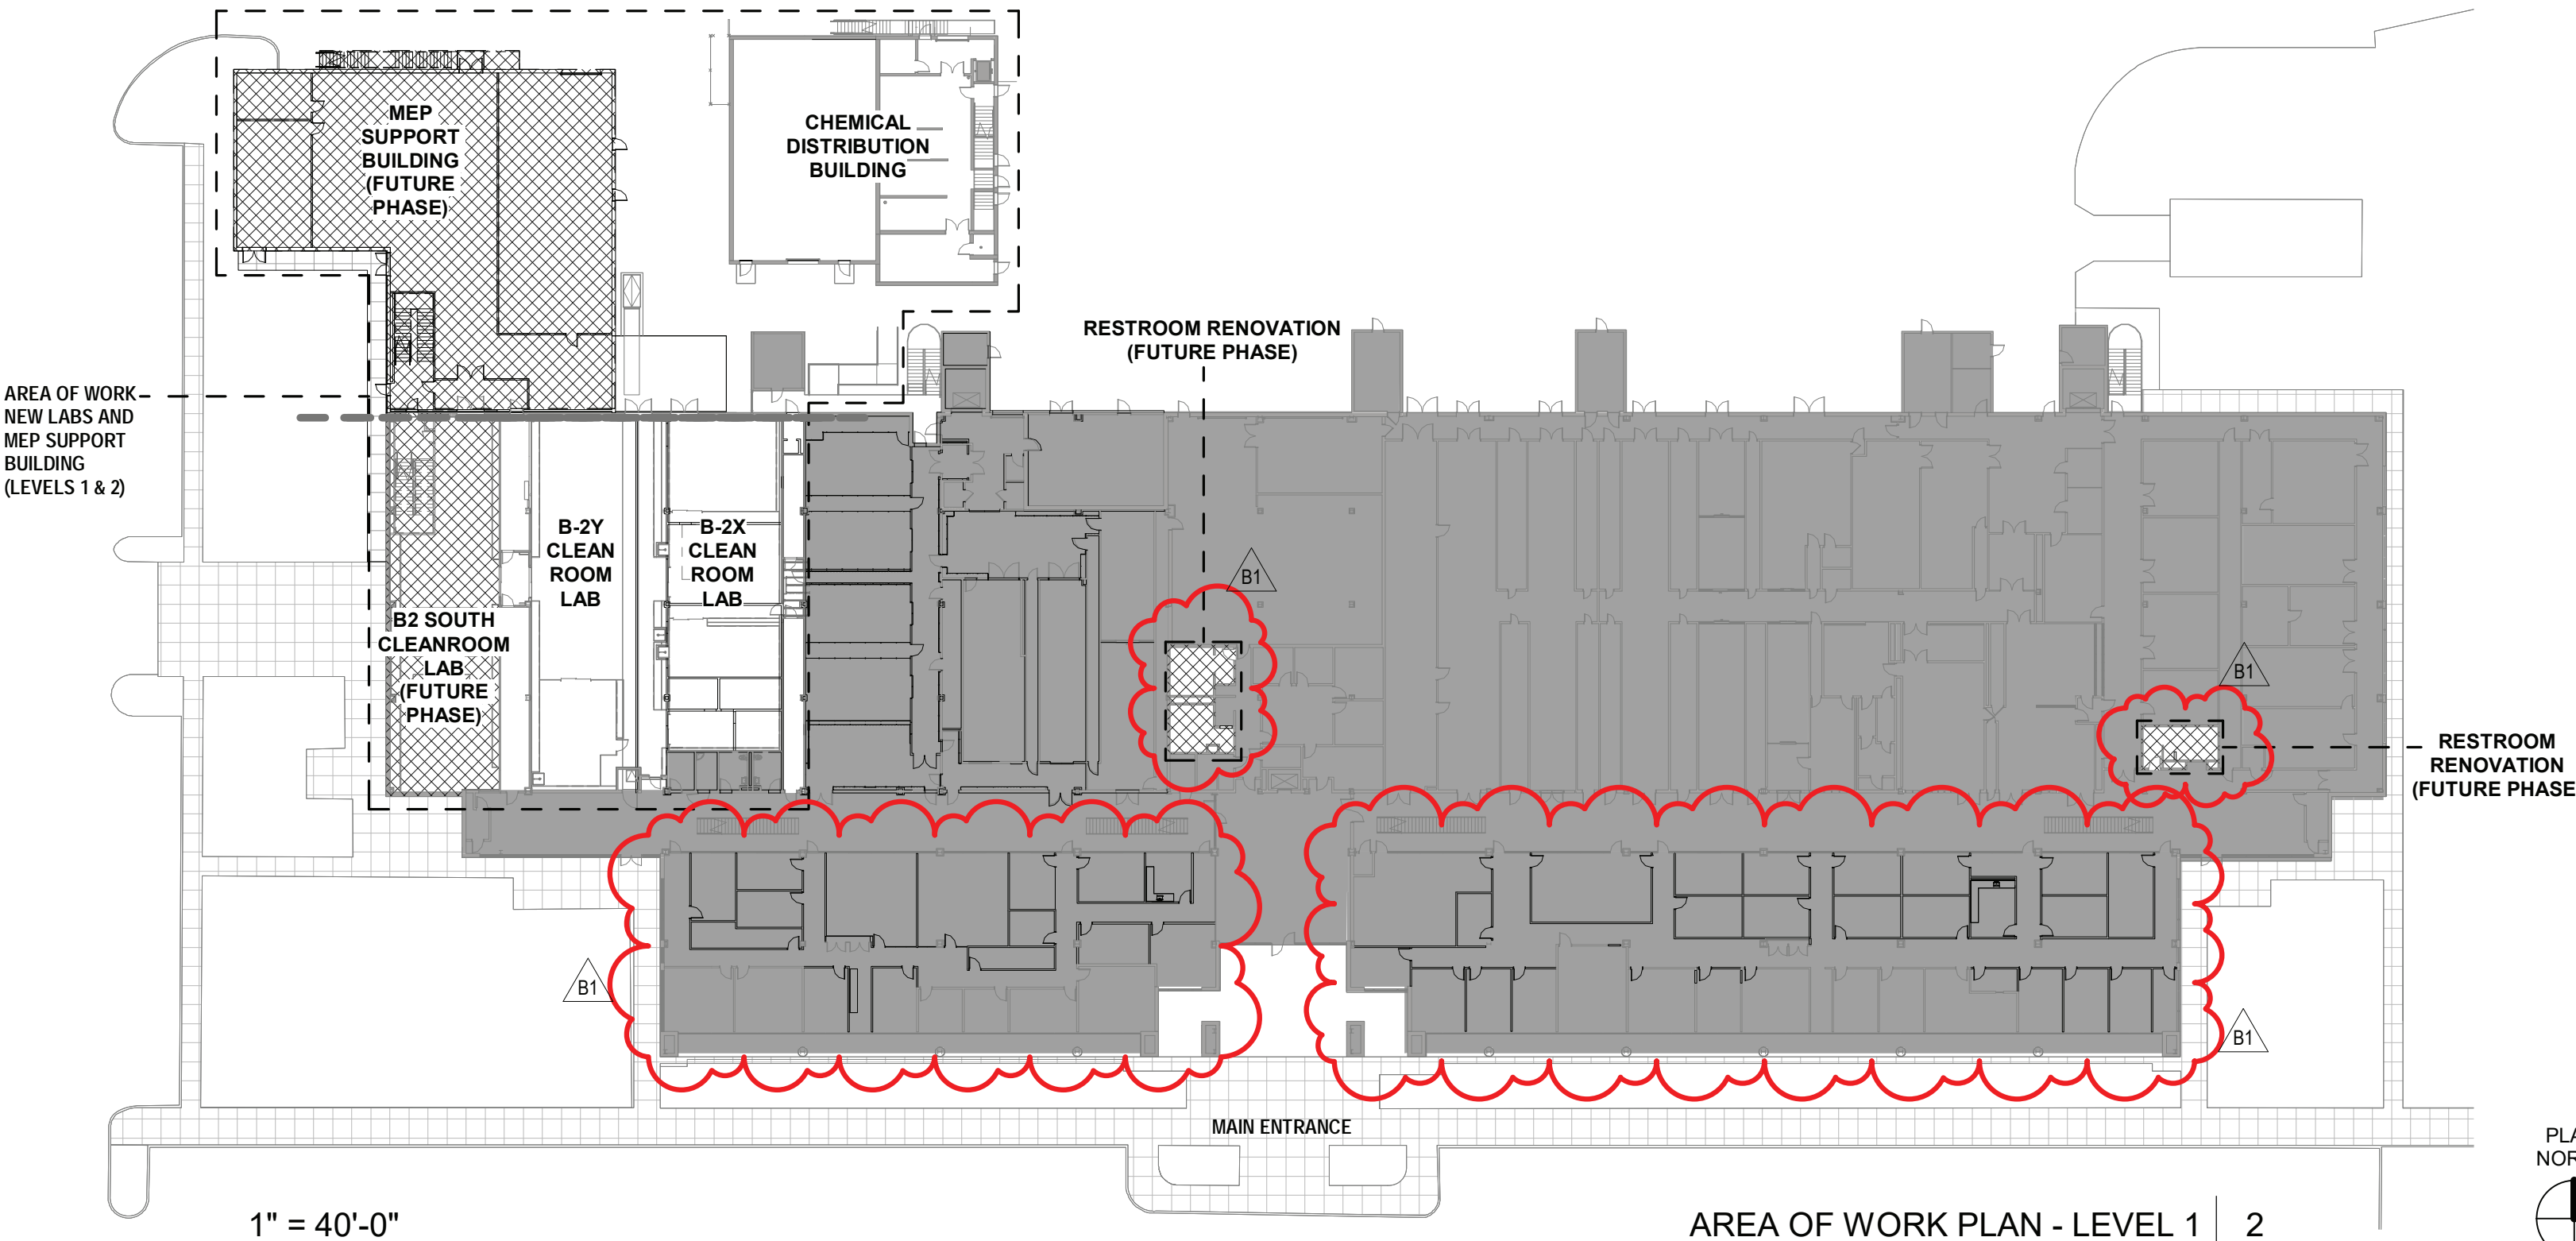 MEP
SUPPORT
BUILDING
(FUTURE
PHASE)
CHEMICAL
DISTRIBUTION
BUILDING
RESTROOM RENOVATION
(FUTURE PHASE)
AREA OF WORK
NEW LABS AND
MEP SUPPORT
BUILDING
(LEVELS 1 & 2)
B-2Y
CLEAN
ROOM
LAB
B-2X
CLEAN
ROOM
LAB
B2 SOUTH
CLEANROOM
LAB
(FUTURE
PHASE)
B1
B1
RESTROOM
RENOVATION
(FUTURE PHASE
B1
B1
MAIN ENTRANCE
PLA
NOR
1" = 40'-0"
AREA OF WORK PLAN - LEVEL 1 2